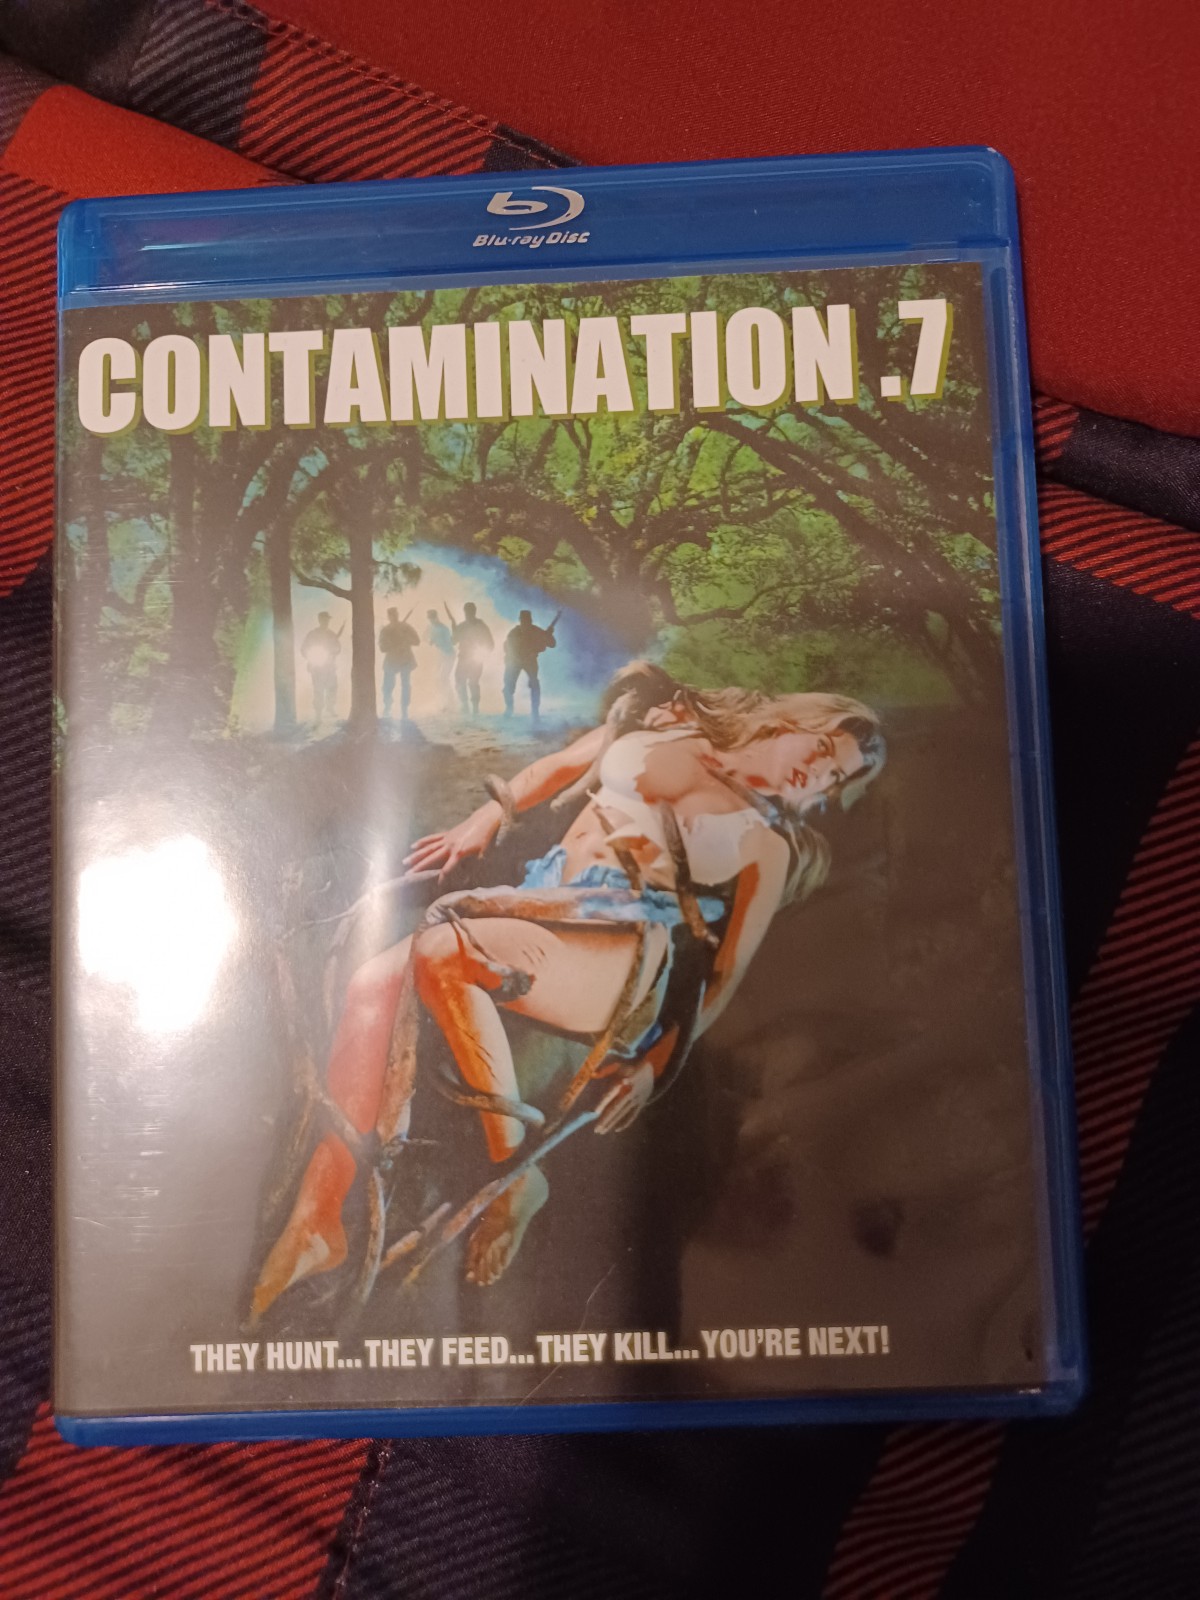 Blu-ray Disc
CONTAMINATION .7
THEY HUNT...THEY FEED...THEY KILL...YOU'RE NEXT!